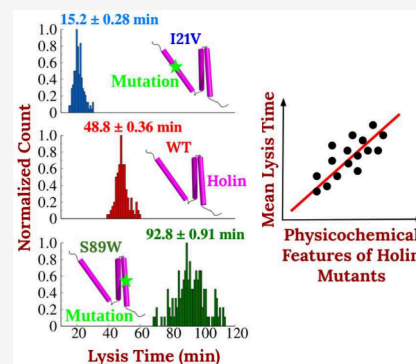 15.2 ± 0.28 min
1.0
0.8
0.6
0.4
0.2
0
I21V
Mutation
48.8 ± 0.36 min
1.0
0.8
0.6
0.4
0.2
0
WT
Holin
Normalized Count
92.8 ± 0.91 min
1.0
0.8
0.6
0.4
0.2
0
S89W
Mutation
20 40 60 80 100 120
Lysis Time (min)
Mean Lysis Time
Physicochemical
Features of Holin
Mutants